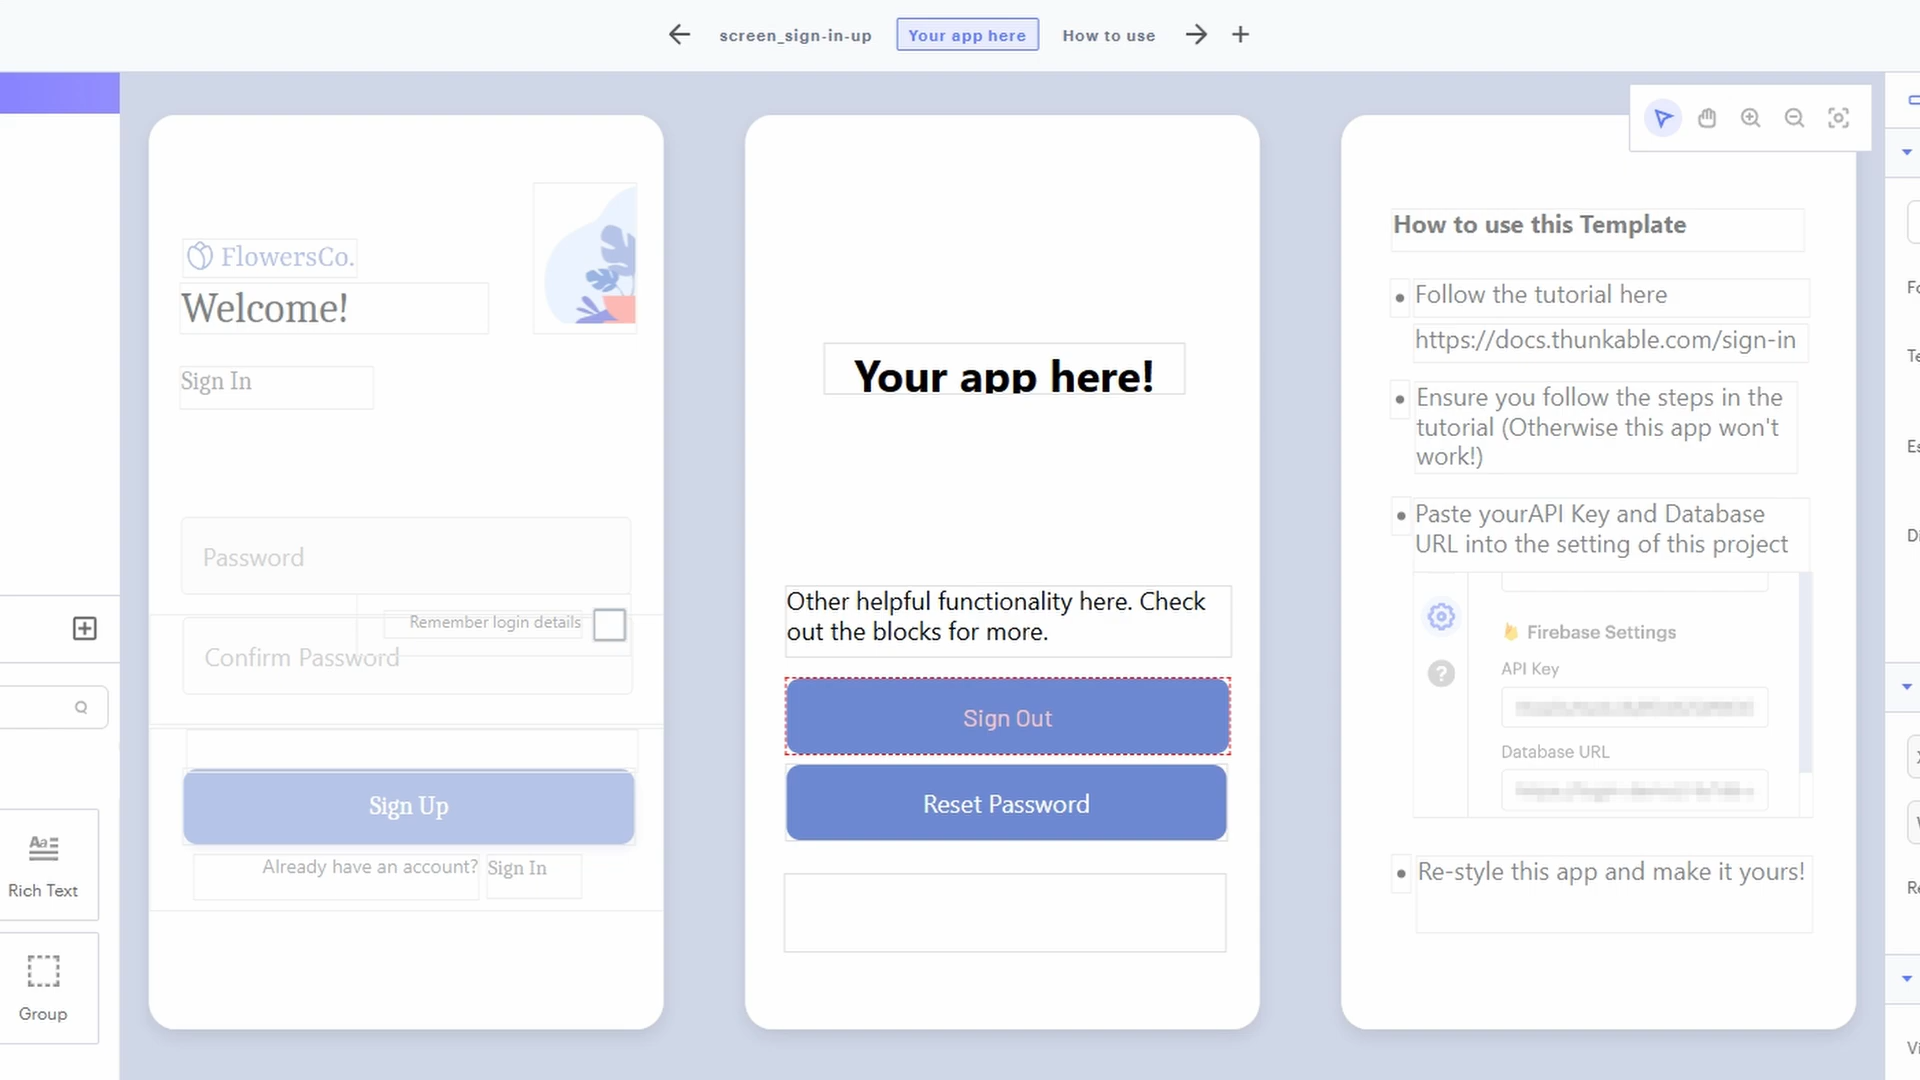 screen_sign-in-up
Your app here
How to use
FlowersCo.
Welcome!
Sign In
Password
Remember login details
Confirm Password
Sign Up
Already have an account? Sign In
Your app here!
Other helpful functionality here. Check
out the blocks for more.
Sign Out
Reset Password
How to use this Template
• Follow the tutorial here
https://docs.thunkable.com/sign-in
• Ensure you follow the steps in the
tutorial (Otherwise this app won't
work!)
• Paste yourAPI Key and Database
URL into the setting of this project
Firebase Settings
API Key
Database URL
• Re-style this app and make it yours!
Rich Text
Group